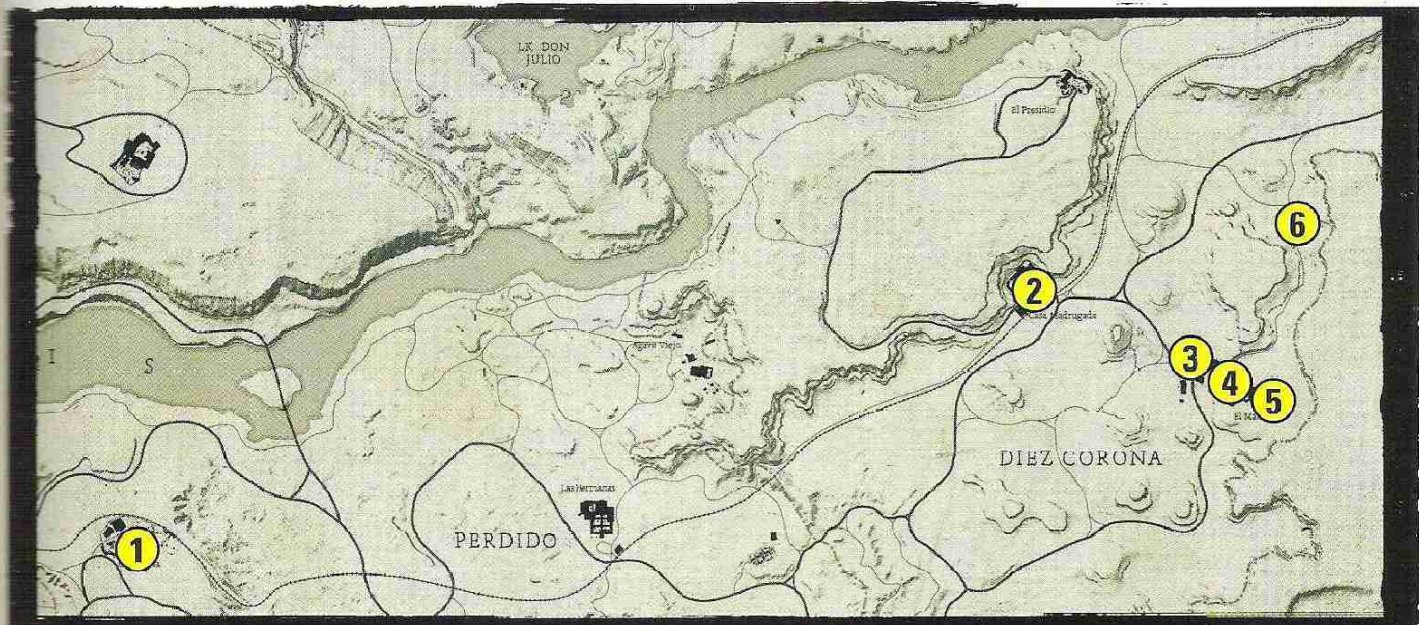 LK DON
JULIO
El Presidio
6
2
Casa Madrugada
I S
Agave Viejo
3
4
5
DIEZ CORONA
Las Hermanas
PERDIDO
1